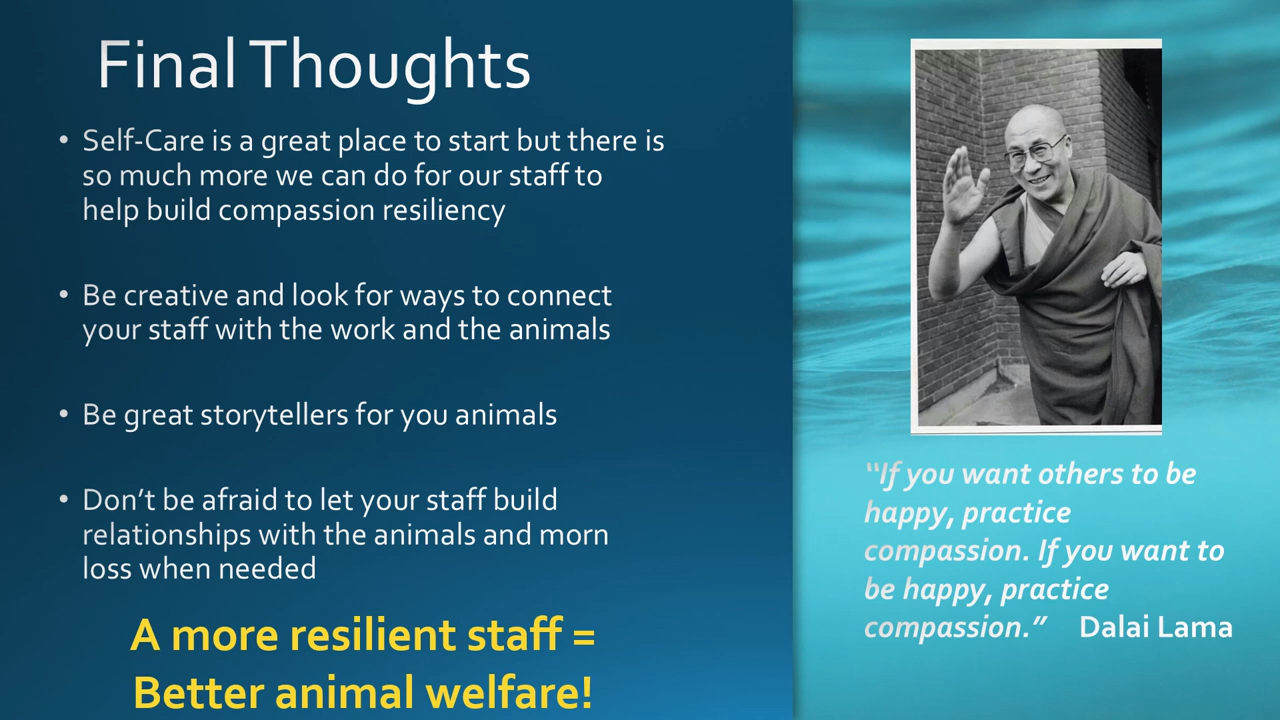 Final Thoughts
• Self-Care is a great place to start but there is
so much more we can do for our staff to
help build compassion resiliency
• Be creative and look for ways to connect
your staff with the work and the animals
• Be great storytellers for you animals
• Don’t be afraid to let your staff build
relationships with the animals and morn
loss when needed
A more resilient staff =
Better animal welfare!
“If you want others to be
happy, practice
compassion. If you want to
be happy, practice
compassion.” Dalai Lama